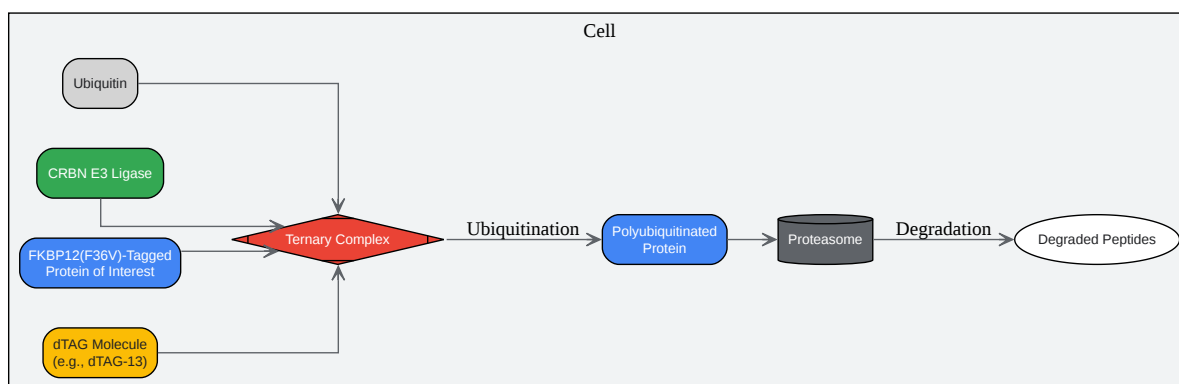 Cell
Ubiquitin
CRBN E3 Ligase
FKBP12(F36V)-Tagged
Protein of Interest
dTAG Molecule
(e.g., dTAG-13)
Ternary Complex
Ubiquitination
Polyubiquitinated
Protein
Proteasome
Degradation
Degraded Peptides